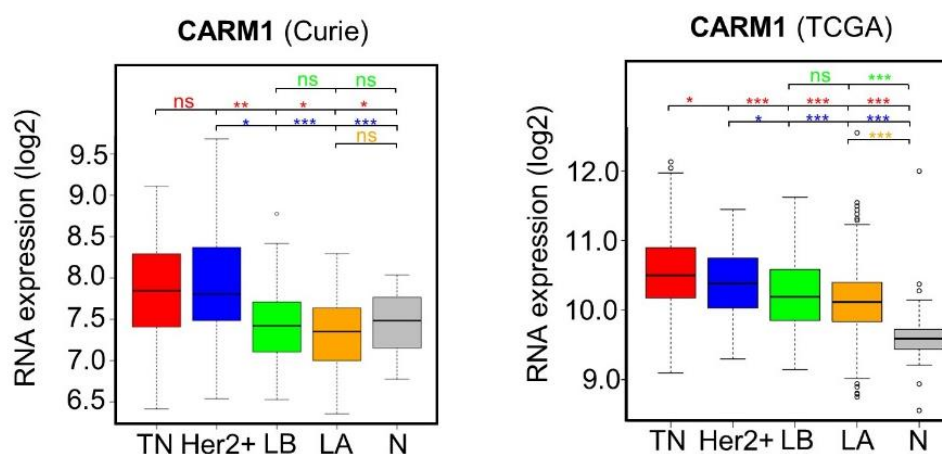 CARM1 (Curie)
ns ns
ns ** * *
* *** ***
ns
RNA expression (log2)
9.5
9.0
8.5
8.0
7.5
7.0
6.5
TN Her2+ LB LA N
CARM1 (TCGA)
ns ***
* *** *** ***
* *** ***
***
RNA expression (log2)
12.0
11.0
10.0
9.0
TN Her2+ LB LA N